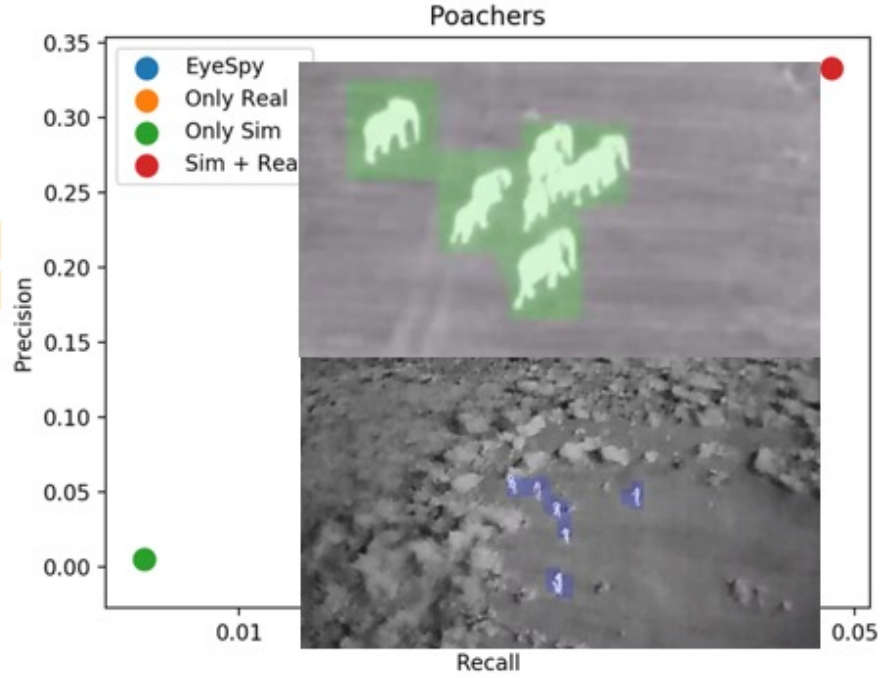 Poachers
0.35
EyeSpy
Only Real
Only Sim
Sim + Rea
0.30
0.25
0.20
0.15
0.10
0.05
0.00
Precision
0.01
0.05
Recall